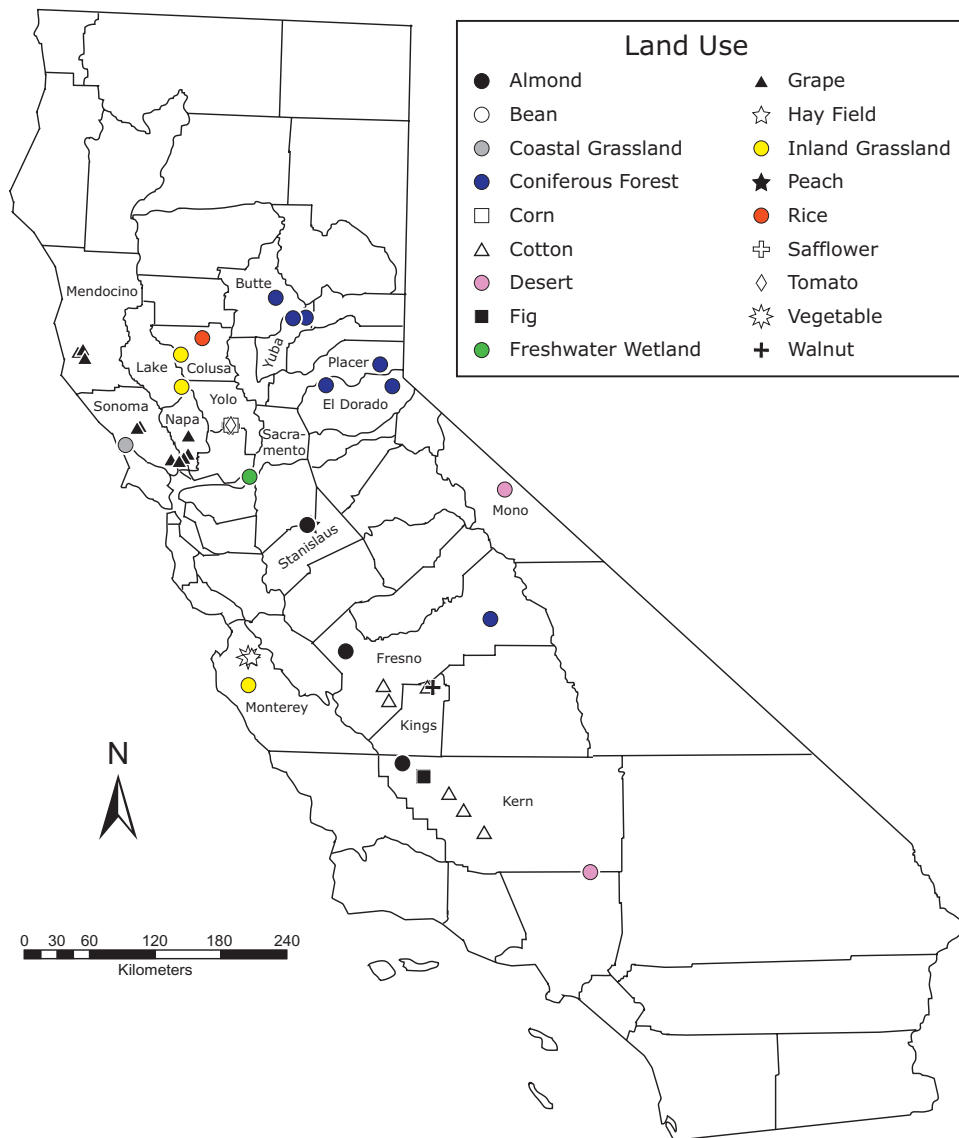 Land Use
Almond
Bean
Coastal Grassland
Coniferous Forest
Corn
Cotton
Desert
Fig
Freshwater Wetland
Grape
Hay Field
Inland Grassland
Peach
Rice
Safflower
Tomato
Vegetable
Walnut
Mendocino
Butte
Yuba
Lake
Colusa
Placer
El Dorado
Sonoma
Napa
Yolo
Sacra-
mento
Mono
Stanislaus
Fresno
Monterey
Kings
Kern
N
0 30 60 120 180 240
Kilometers